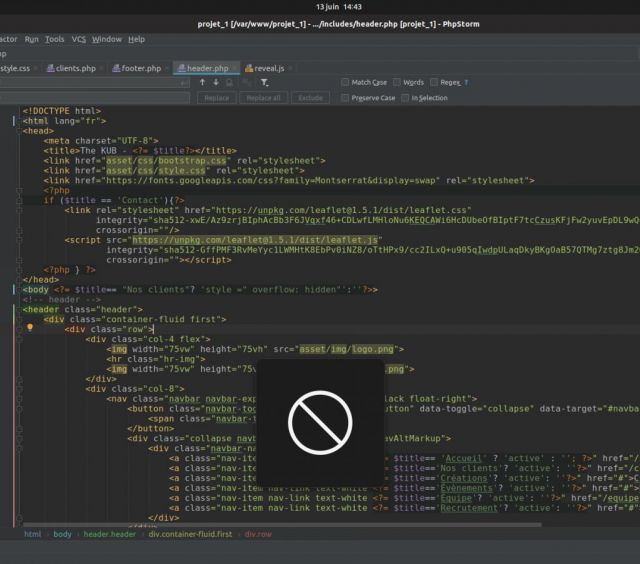 13 juin 14:43
projet_1 [/var/www/projet_1] - .../includes/header.php [projet_1] - PhpStorm
actor Run Tools VCS Window Help
hp
style.css clients.php footer.php header.php reveal.js
Match Case Words Regex ?
Replace Replace all Exclude Preserve Case In Selection
<!DOCTYPE html>
<html lang="fr">
<head>
<meta charset="UTF-8">
<title>The KUB - <?= $title?></title>
<link href="asset/css/bootstrap.css" rel="stylesheet">
<link href="asset/css/style.css" rel="stylesheet">
<link href="https://fonts.googleapis.com/css?family=Montserrat&display=swap" rel="stylesheet">
<?php
if ($title == 'Contact'){?>
<link rel="stylesheet" href="https://unpkg.com/leaflet@1.5.1/dist/leaflet.css"
integrity="sha512-xwE/Az9zrjBIphAcBb3F6JVqxf46+CDLwfLMHloNu6KEQCAWi6HcDUbeOfBIptF7tcCzusKFjFw2yuvEpDL9wQ
crossorigin=""/>
<script src="https://unpkg.com/leaflet@1.5.1/dist/leaflet.js"
integrity="sha512-GffPMF3RvMeYyc1LWMHtK8EbPv0iNZ8/oTtHPx9/cc2ILxQ+u905qIwdpULaqDkyBKgOaB57QTMg7ztg8Jm2O
crossorigin=""></script>
<?php } ?>
</head>
<body <?= $title== "Nos clients"? 'style =" overflow: hidden"':''?>>
<!-- header -->
<header class="header">
<div class="container-fluid first">
<div class="row">
<div class="col-4 flex">
<img width="75vw" height="75vh" src="asset/img/logo.png">
<hr class="hr-img">
<img width="75vw" height="75v .png">
</div>
<div class="col-8">
<nav class="navbar navbar-exp lack float-right">
<button class="navbar-to utton" data-toggle="collapse" data-target="#navba
<span class="navbar-t
</button>
<div class="collapse navb avAltMarkup">
<div class="navbar-na
<a class="nav-ite = $title== 'Accueil' ? 'active' : ''; ?>" href="/
<a class="nav-ite = $title=='Nos clients'? 'active': ''?>" href="/c
<a class="nav-ite = $title=='Créations'? 'active': ''?>" href="#">C
<a class="nav-item nav-link text-white <?= $title=='Évènements'? 'active': ''?>" href="#">
<a class="nav-item nav-link text-white <?= $title=='Équipe'? 'active': ''?>" href="/equipe
<a class="nav-item nav-link text-white <?= $title=='Recrutement'? 'active': ''?>" href="#"
</div>
</div>
html body header.header div.container-fluid.first div.row